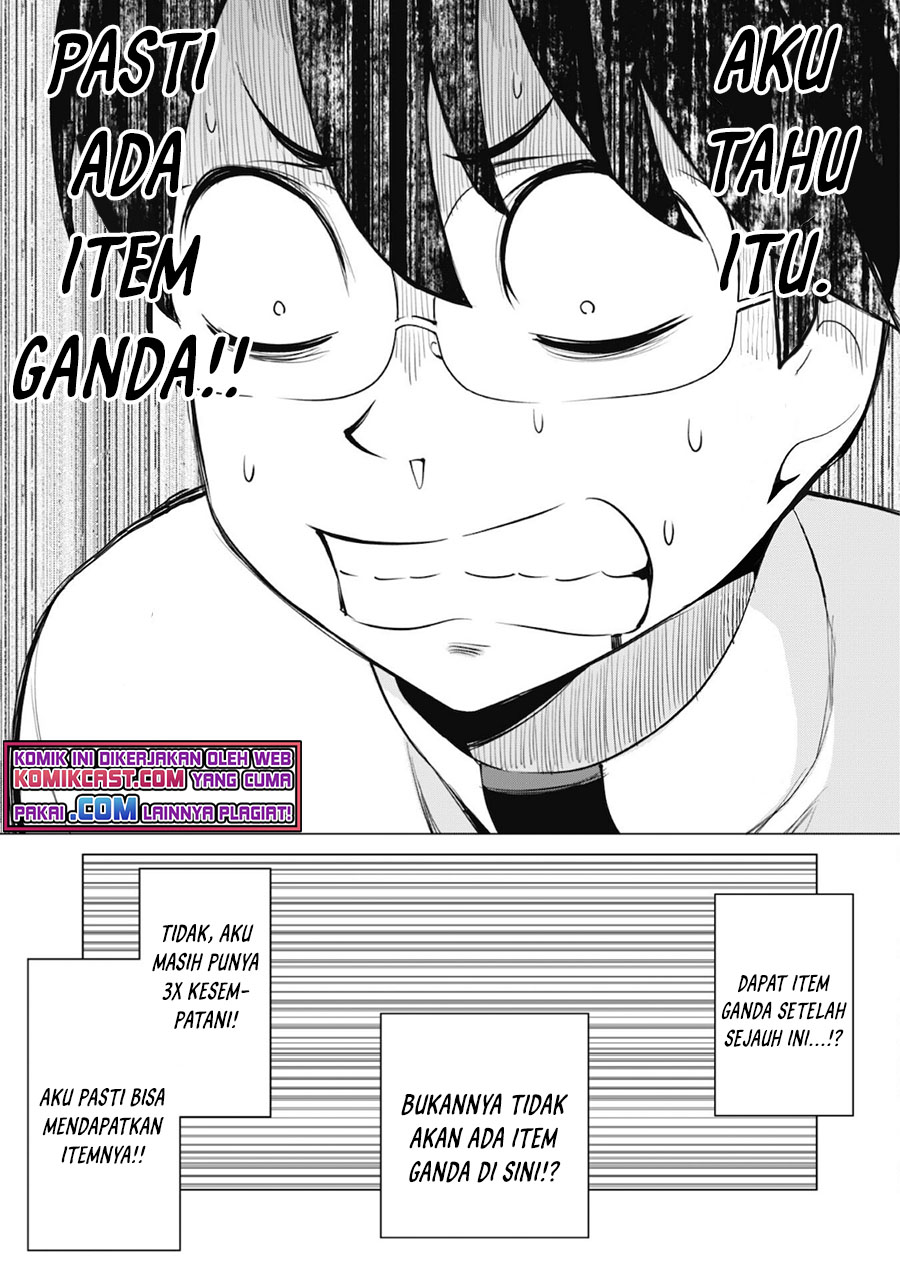 AKU
TAHU
ITU.
PASTI
ADA
ITEM
GANDA!!
KOMIK INI DIKERJAKAN OLEH WEB
KOMIKCAST.COM YANG CUMA
PAKAI .COM LAINNYA PLAGIAT!
DAPAT ITEM
GANDA SETELAH
SEJAUH INI...!?
BUKANNYA TIDAK
AKAN ADA ITEM
GANDA DI SINI!?
TIDAK, AKU
MASIH PUNYA
3X KESEM-
PATANI!
AKU PASTI BISA
MENDAPATKAN
ITEMNYA!!